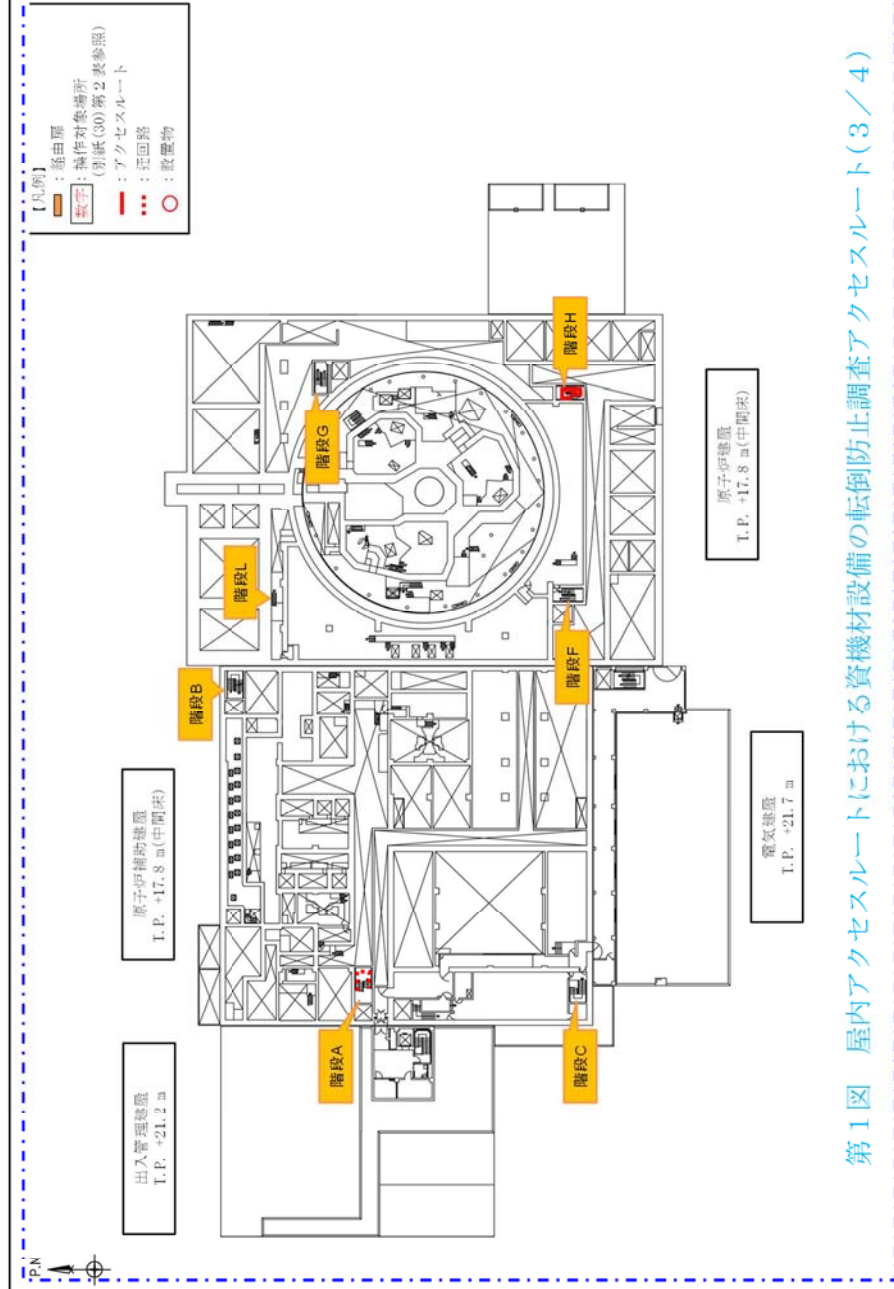 P.N
【凡例】
：経由扉
数字：操作対象場所
(別紙(30)第2表参照)
：アクセスルート
：迂回路
：設置物
出入管理建屋
T.P. +21.2 m
原子炉補助建屋
T.P. +17.8 m(中間床)
階段B
階段L
階段G
階段H
階段A
階段C
階段F
原子炉建屋
T.P. +17.8 m(中間床)
電気建屋
T.P. +21.7 m
第1図 屋内アクセスルートにおける資機材設備の転倒防止調査アクセスルート(3／4)